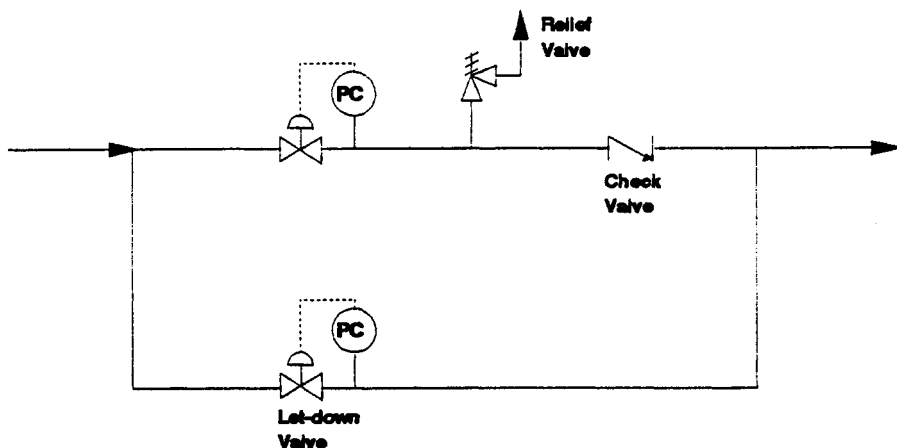 Relief
Valve
PC
Check
Valve
PC
Let-down
Valve